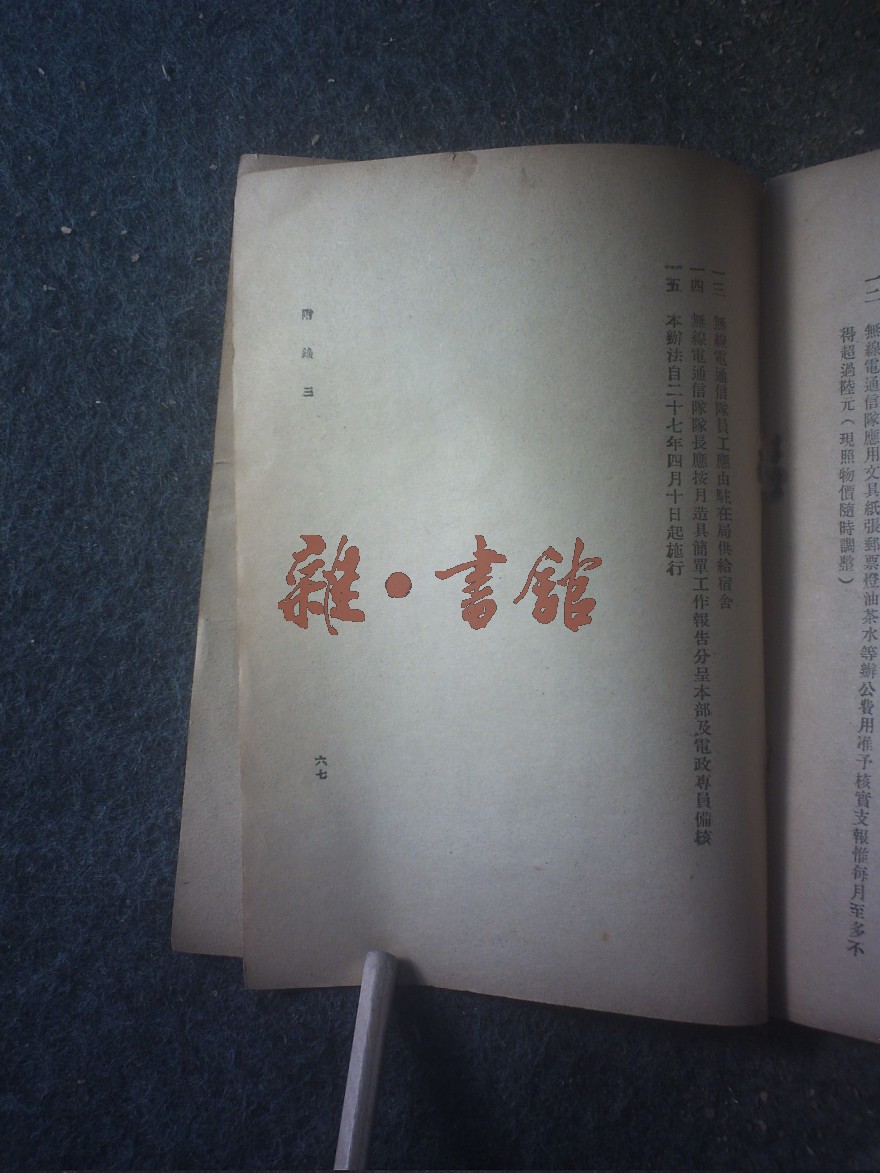 一二　無線電通信隊應用文具紙張郵票燈油茶水等辦公費用准予核實支報惟每月至多不
得超過陸元（現照物價隨時調整）
一三　無線電通信隊員工應由駐在局供給宿舍
一四　無線電通信隊隊長應按月造具簡單工作報告分呈本部及電政專員備核
一五　本辦法自二十七年四月十日起施行
附錄三
六七
雜·書館